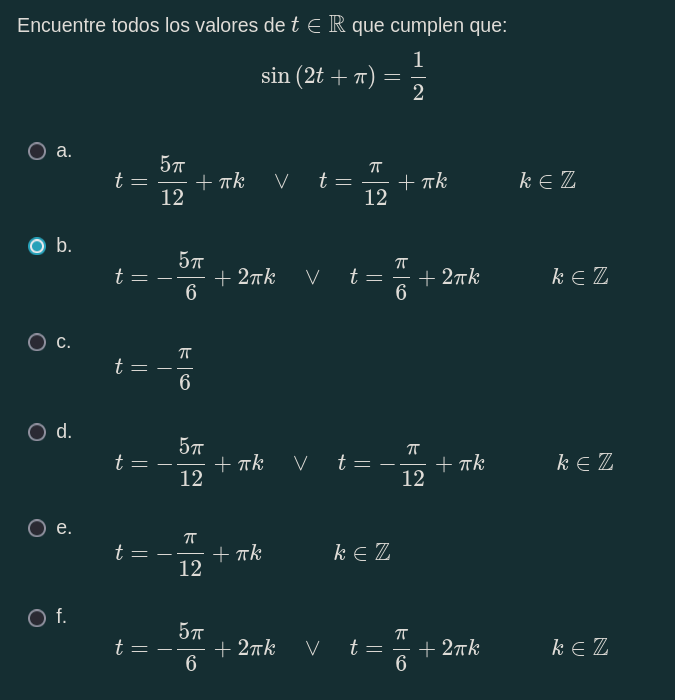 Encuentre todos los valores de t ∈ ℝ que cumplen que:
sin (2t + π) = 1/2
a. t = 5π/12 + πk ∨ t = π/12 + πk k ∈ ℤ
b. t = −5π/6 + 2πk ∨ t = π/6 + 2πk k ∈ ℤ
c. t = −π/6
d. t = −5π/12 + πk ∨ t = −π/12 + πk k ∈ ℤ
e. t = −π/12 + πk k ∈ ℤ
f. t = −5π/6 + 2πk ∨ t = π/6 + 2πk k ∈ ℤ